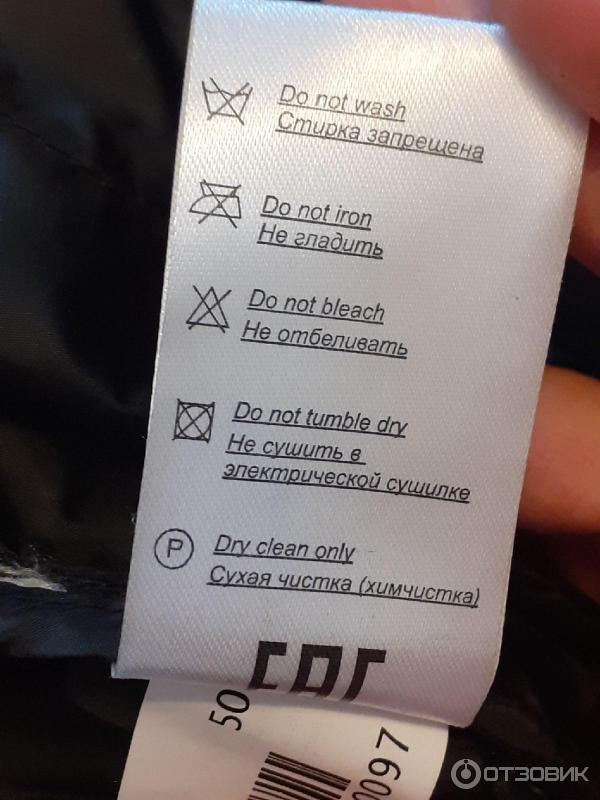 Do not wash
Стирка запрещена
Do not iron
Не гладить
Do not bleach
Не отбеливать
Do not tumble dry
Не сушить в
электрической сушилке
P
Dry clean only
Сухая чистка (химчистка)
EAC
50
0097
ОТЗОВИК